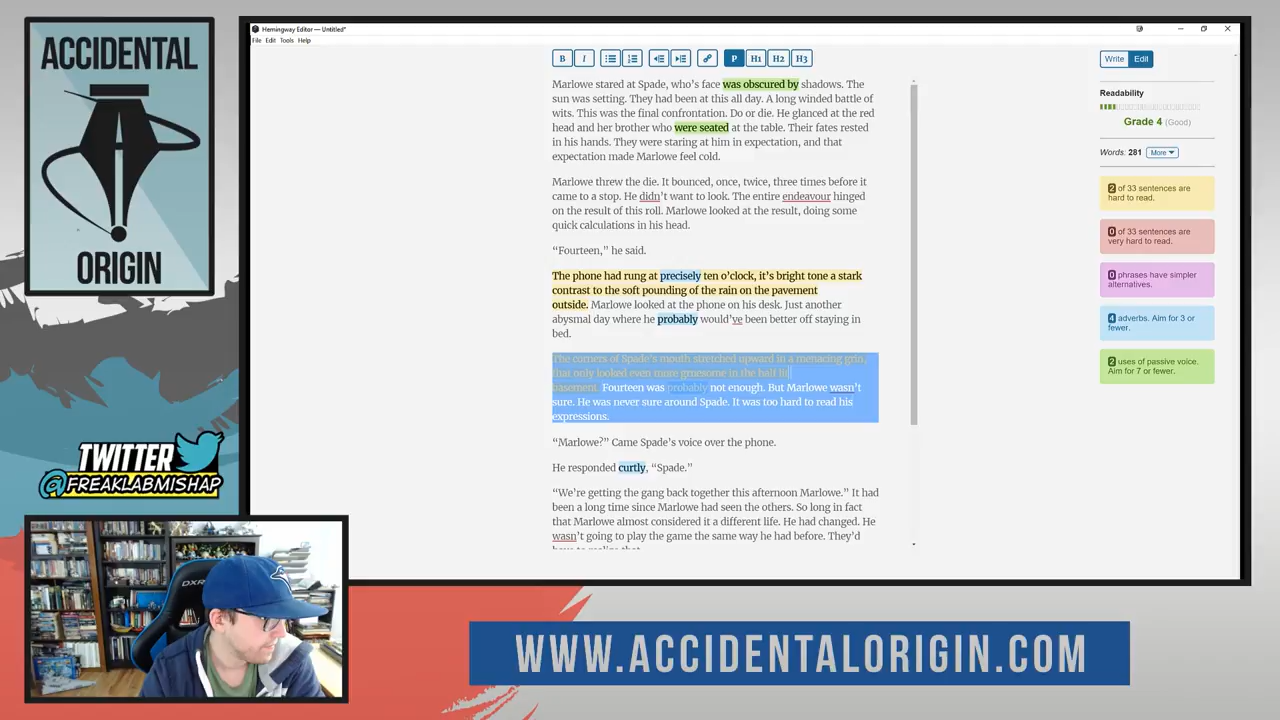 ACCIDENTAL
ORIGIN
TWITTER
@FREAKLABMISHAP
Hemingway Editor — Untitled*
File Edit Tools Help
B I P H1 H2 H3
Marlowe stared at Spade, who's face was obscured by shadows. The
sun was setting. They had been at this all day. A long winded battle of
wits. This was the final confrontation. Do or die. He glanced at the red
head and her brother who were seated at the table. Their fates rested
in his hands. They were staring at him in expectation, and that
expectation made Marlowe feel cold.
Marlowe threw the die. It bounced, once, twice, three times before it
came to a stop. He didn't want to look. The entire endeavour hinged
on the result of this roll. Marlowe looked at the result, doing some
quick calculations in his head.
“Fourteen,” he said.
The phone had rung at precisely ten o'clock, it's bright tone a stark
contrast to the soft pounding of the rain on the pavement
outside. Marlowe looked at the phone on his desk. Just another
abysmal day where he probably would've been better off staying in
bed.
The corners of Spade's mouth stretched upward in a menacing grin,
that only looked even more gruesome in the half lit
basement. Fourteen was probably not enough. But Marlowe wasn't
sure. He was never sure around Spade. It was too hard to read his
expressions.
“Marlowe?” Came Spade's voice over the phone.
He responded curtly, “Spade.”
“We're getting the gang back together this afternoon Marlowe.” It had
been a long time since Marlowe had seen the others. So long in fact
that Marlowe almost considered it a different life. He had changed. He
wasn't going to play the game the same way he had before. They'd
have to realize that
Write Edit
Readability
Grade 4 (Good)
Words: 281 More
2 of 33 sentences are
hard to read.
0 of 33 sentences are
very hard to read.
0 phrases have simpler
alternatives.
4 adverbs. Aim for 3 or
fewer.
2 uses of passive voice.
Aim for 7 or fewer.
DXR
WWW.ACCIDENTALORIGIN.COM